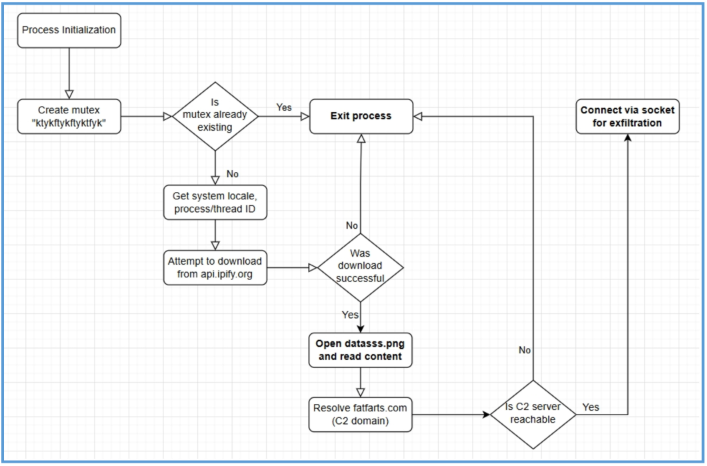 Process Initialization
Create mutex
"ktykftykftyktfyk"
Is
mutex already
existing
Yes
Exit process
Connect via socket
for exfiltration
No
Get system locale,
process/thread ID
Attempt to download
from api.ipify.org
No
Was
download
successful
Yes
Open datasss.png
and read content
No
Resolve fatfarts.com
(C2 domain)
Is C2 server
reachable
Yes